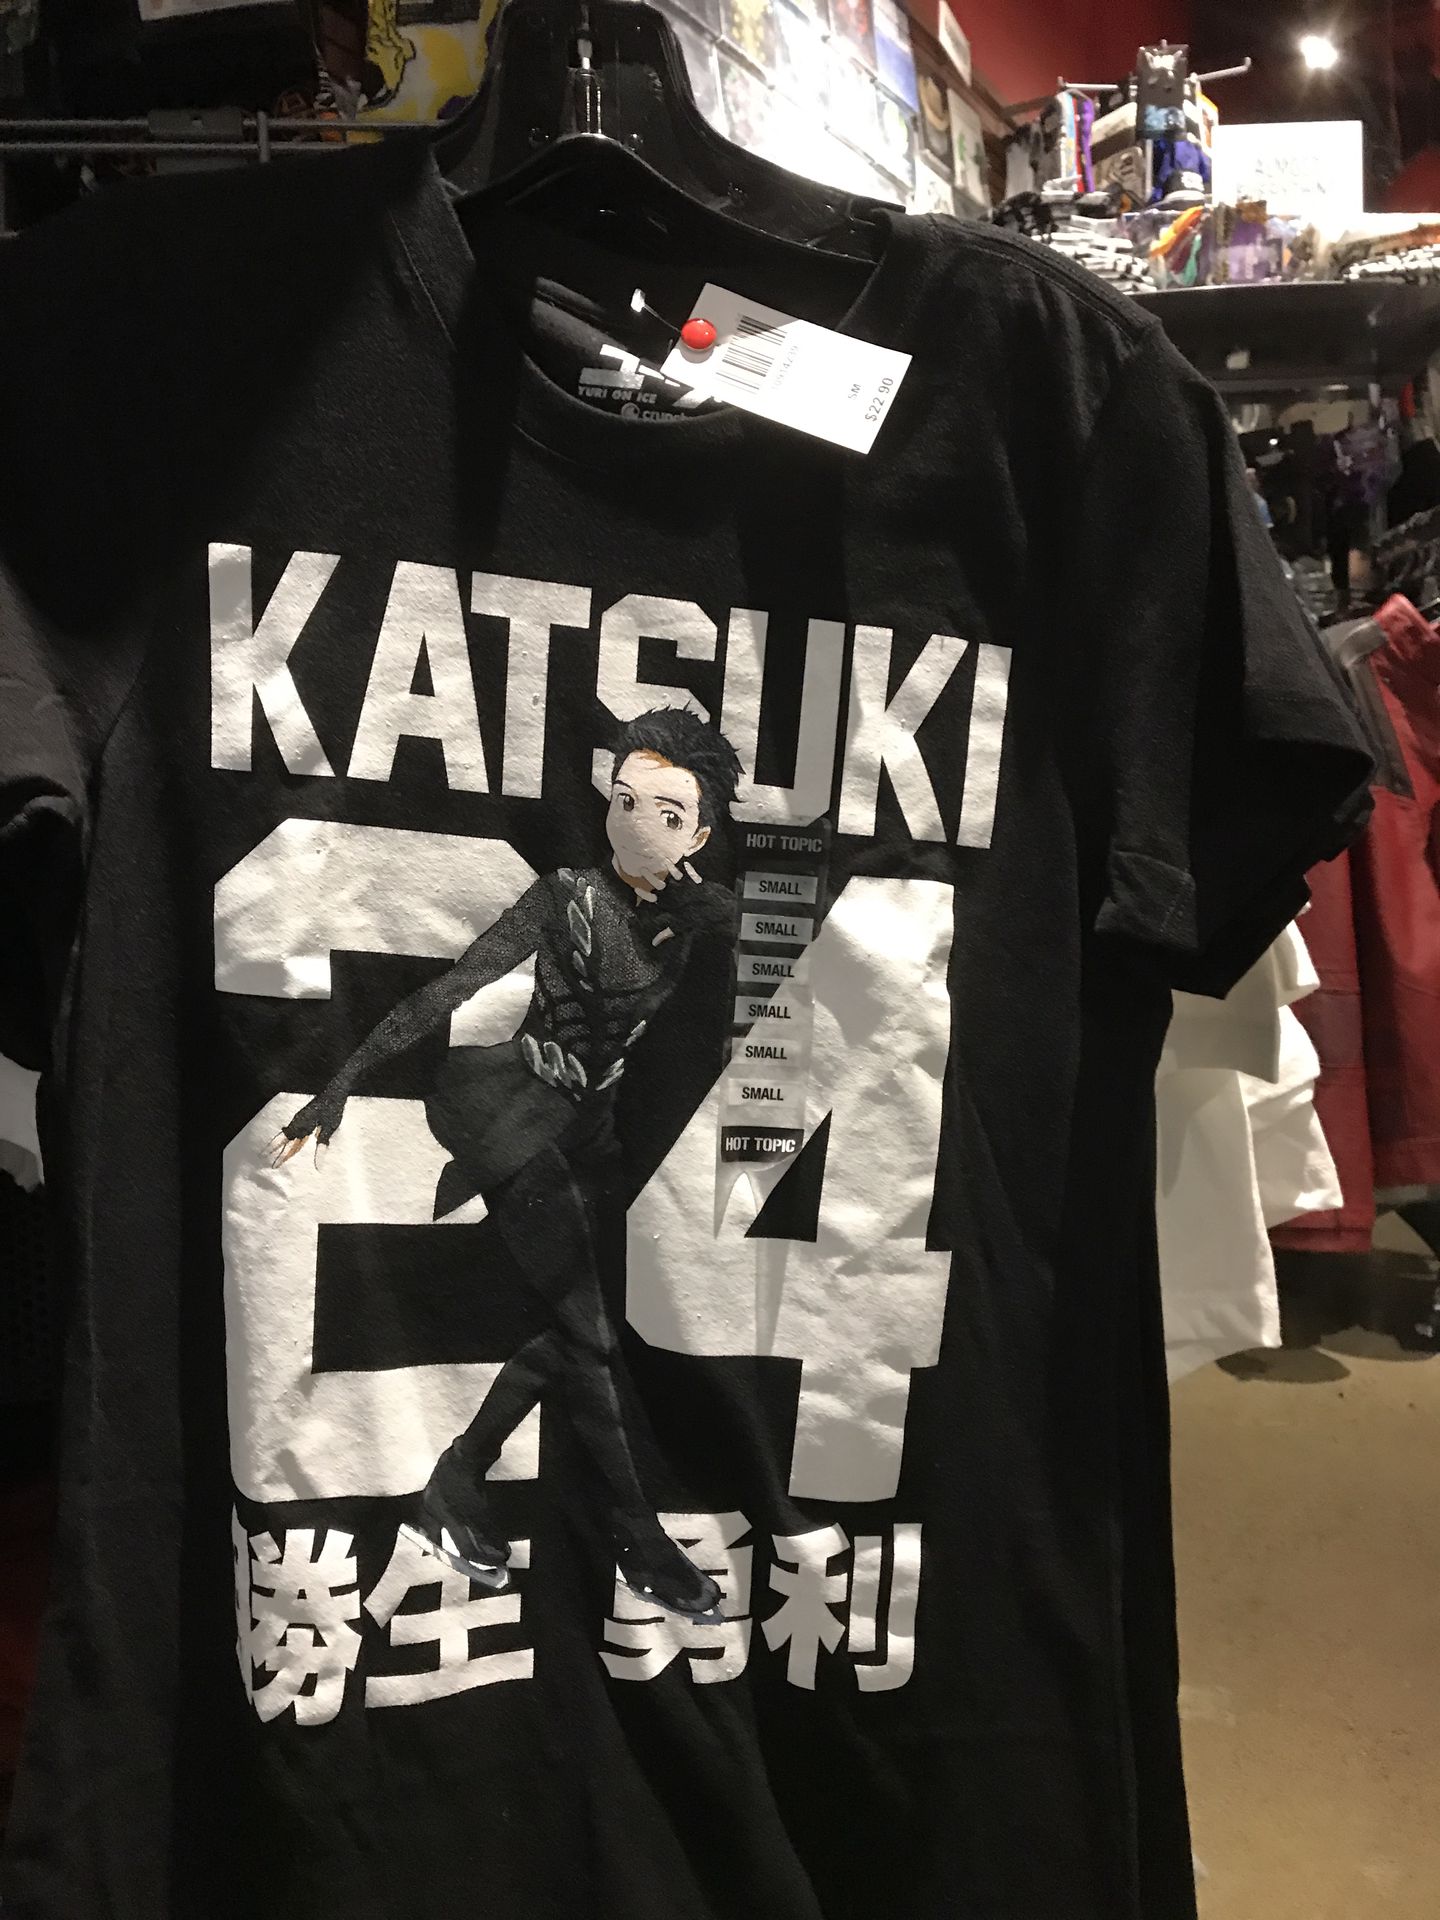 YURI ON ICE
SM
$22.90
KATSUKI
24
HOT TOPIC
SMALL
SMALL
SMALL
SMALL
SMALL
SMALL
HOT TOPIC
勝生 勇利